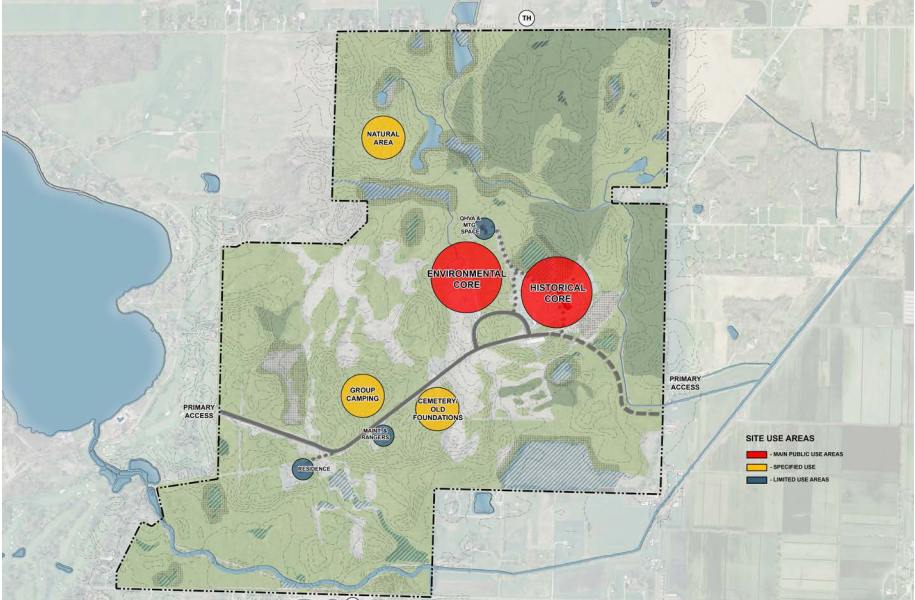 TH
NATURAL
AREA
QHVA &
MTG
SPACE
ENVIRONMENTAL
CORE
HISTORICAL
CORE
GROUP
CAMPING
CEMETERY/
OLD
FOUNDATIONS
PRIMARY
ACCESS
PRIMARY
ACCESS
MAINT. &
RANGERS
RESIDENCE
SITE USE AREAS
- MAIN PUBLIC USE AREAS
- SPECIFIED USE
- LIMITED USE AREAS